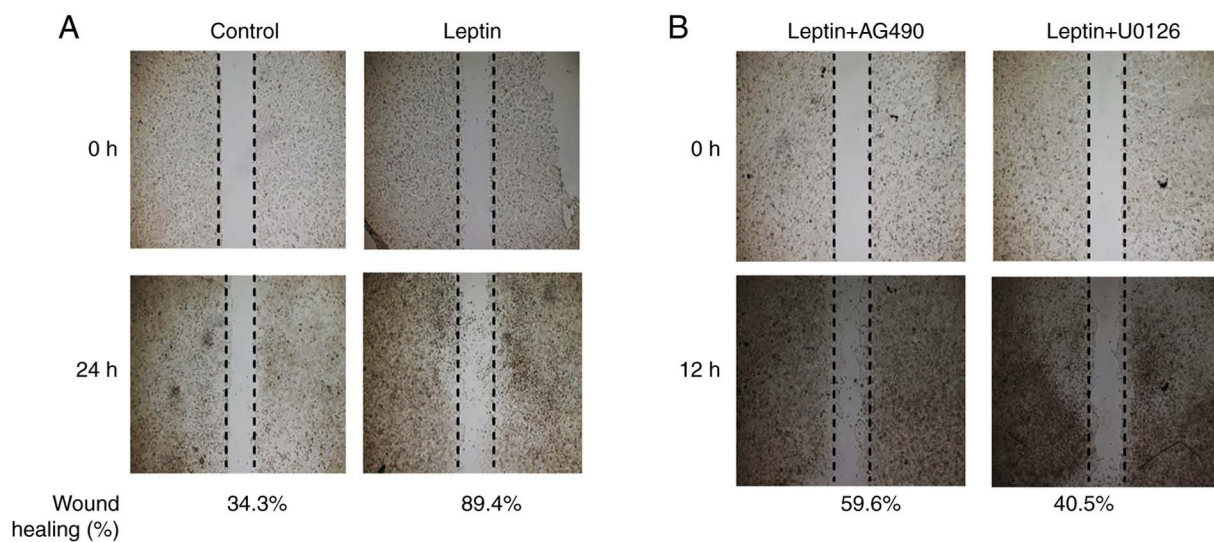 A
Control
Leptin
0 h
24 h
Wound
healing (%)
34.3%
89.4%
B
Leptin+AG490
Leptin+U0126
0 h
12 h
59.6%
40.5%